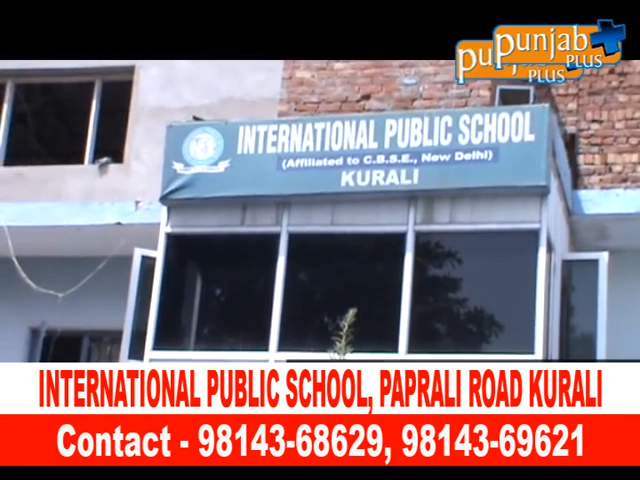 punjab
PLUS
INTERNATIONAL PUBLIC SCHOOL
(Affiliated to C.B.S.E., New Delhi)
KURALI
INTERNATIONAL PUBLIC SCHOOL, PAPRALI ROAD KURALI
Contact - 98143-68629, 98143-69621